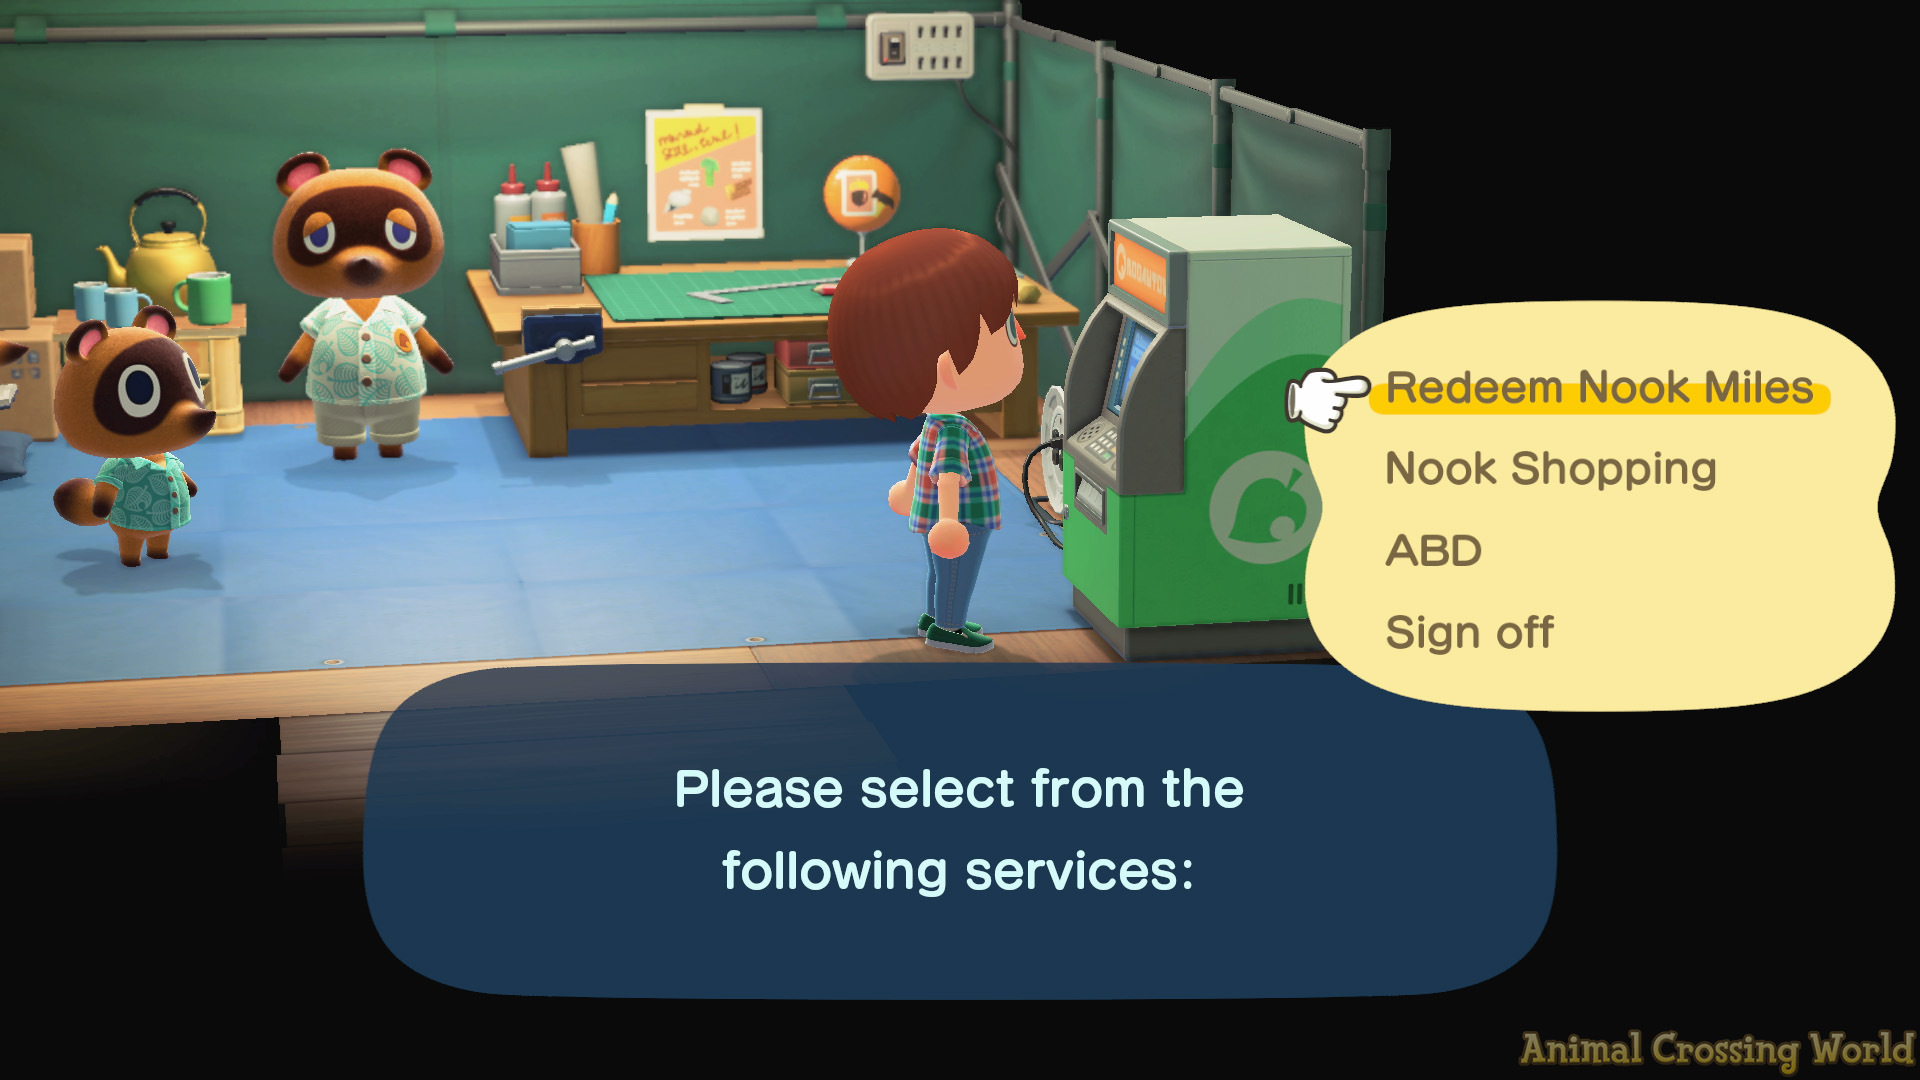 Redeem Nook Miles
Nook Shopping
ABD
Sign off
Please select from the
following services:
Animal Crossing World